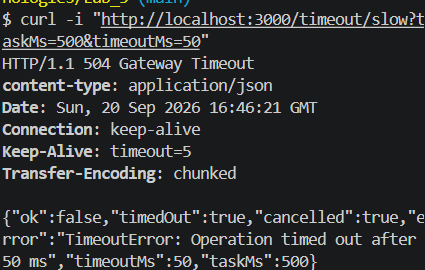 nologies/Lab_5 (main)
$ curl -i "http://localhost:3000/timeout/slow?t
askMs=500&timeoutMs=50"
HTTP/1.1 504 Gateway Timeout
content-type: application/json
Date: Sun, 20 Sep 2026 16:46:21 GMT
Connection: keep-alive
Keep-Alive: timeout=5
Transfer-Encoding: chunked
{"ok":false,"timedOut":true,"cancelled":true,"e
rror":"TimeoutError: Operation timed out after
50 ms","timeoutMs":50,"taskMs":500}